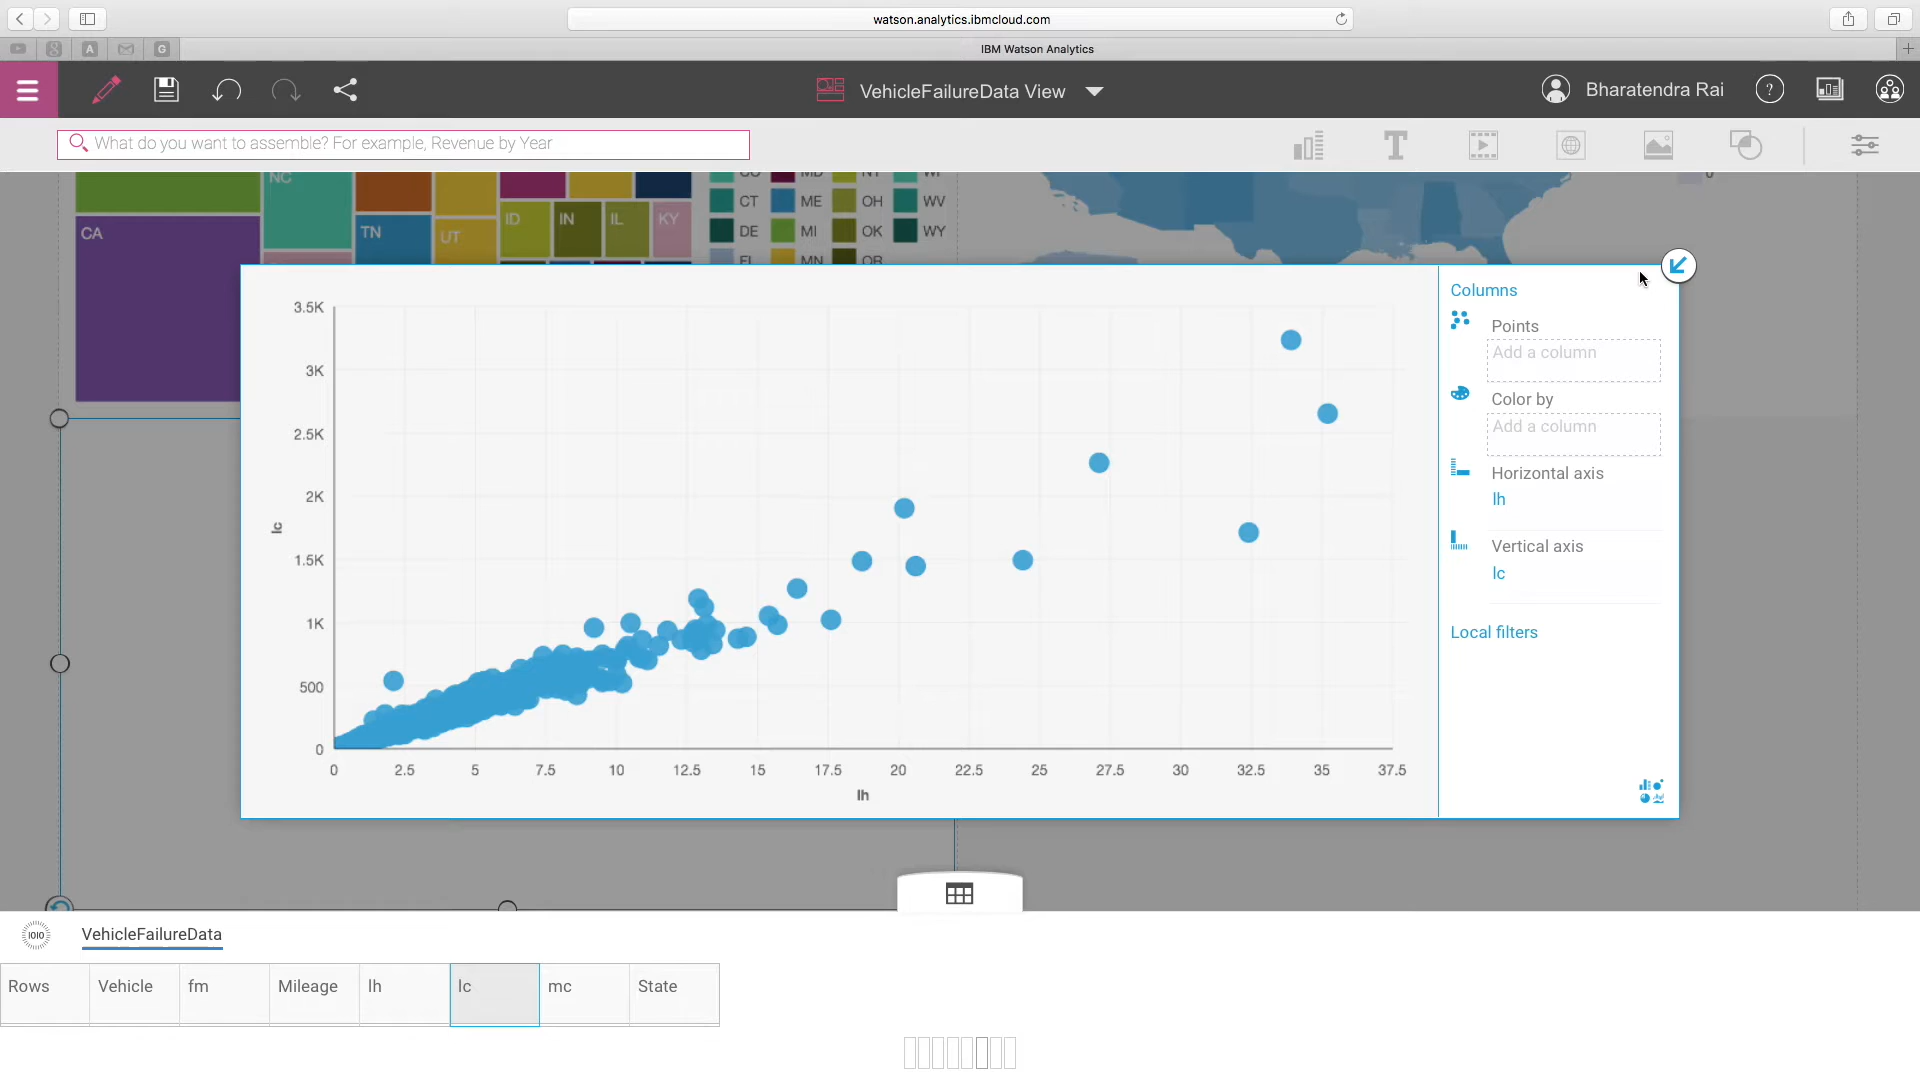 watson.analytics.ibmcloud.com
A
G
IBM Watson Analytics
VehicleFailureData View
Bharatendra Rai
?
What do you want to assemble? For example, Revenue by Year
T
NC
CA
TN
UT
ID
IN
IL
KY
CT
ME
OH
WV
DE
MI
OK
WY
FL
MN
OR
Columns
Points
Add a column
Color by
Add a column
Horizontal axis
lh
Vertical axis
lc
Local filters
3.5K
3K
2.5K
2K
1.5K
1K
500
0
lc
0
2.5
5
7.5
10
12.5
15
17.5
20
22.5
25
27.5
30
32.5
35
37.5
lh
VehicleFailureData
Rows
Vehicle
fm
Mileage
lh
lc
mc
State